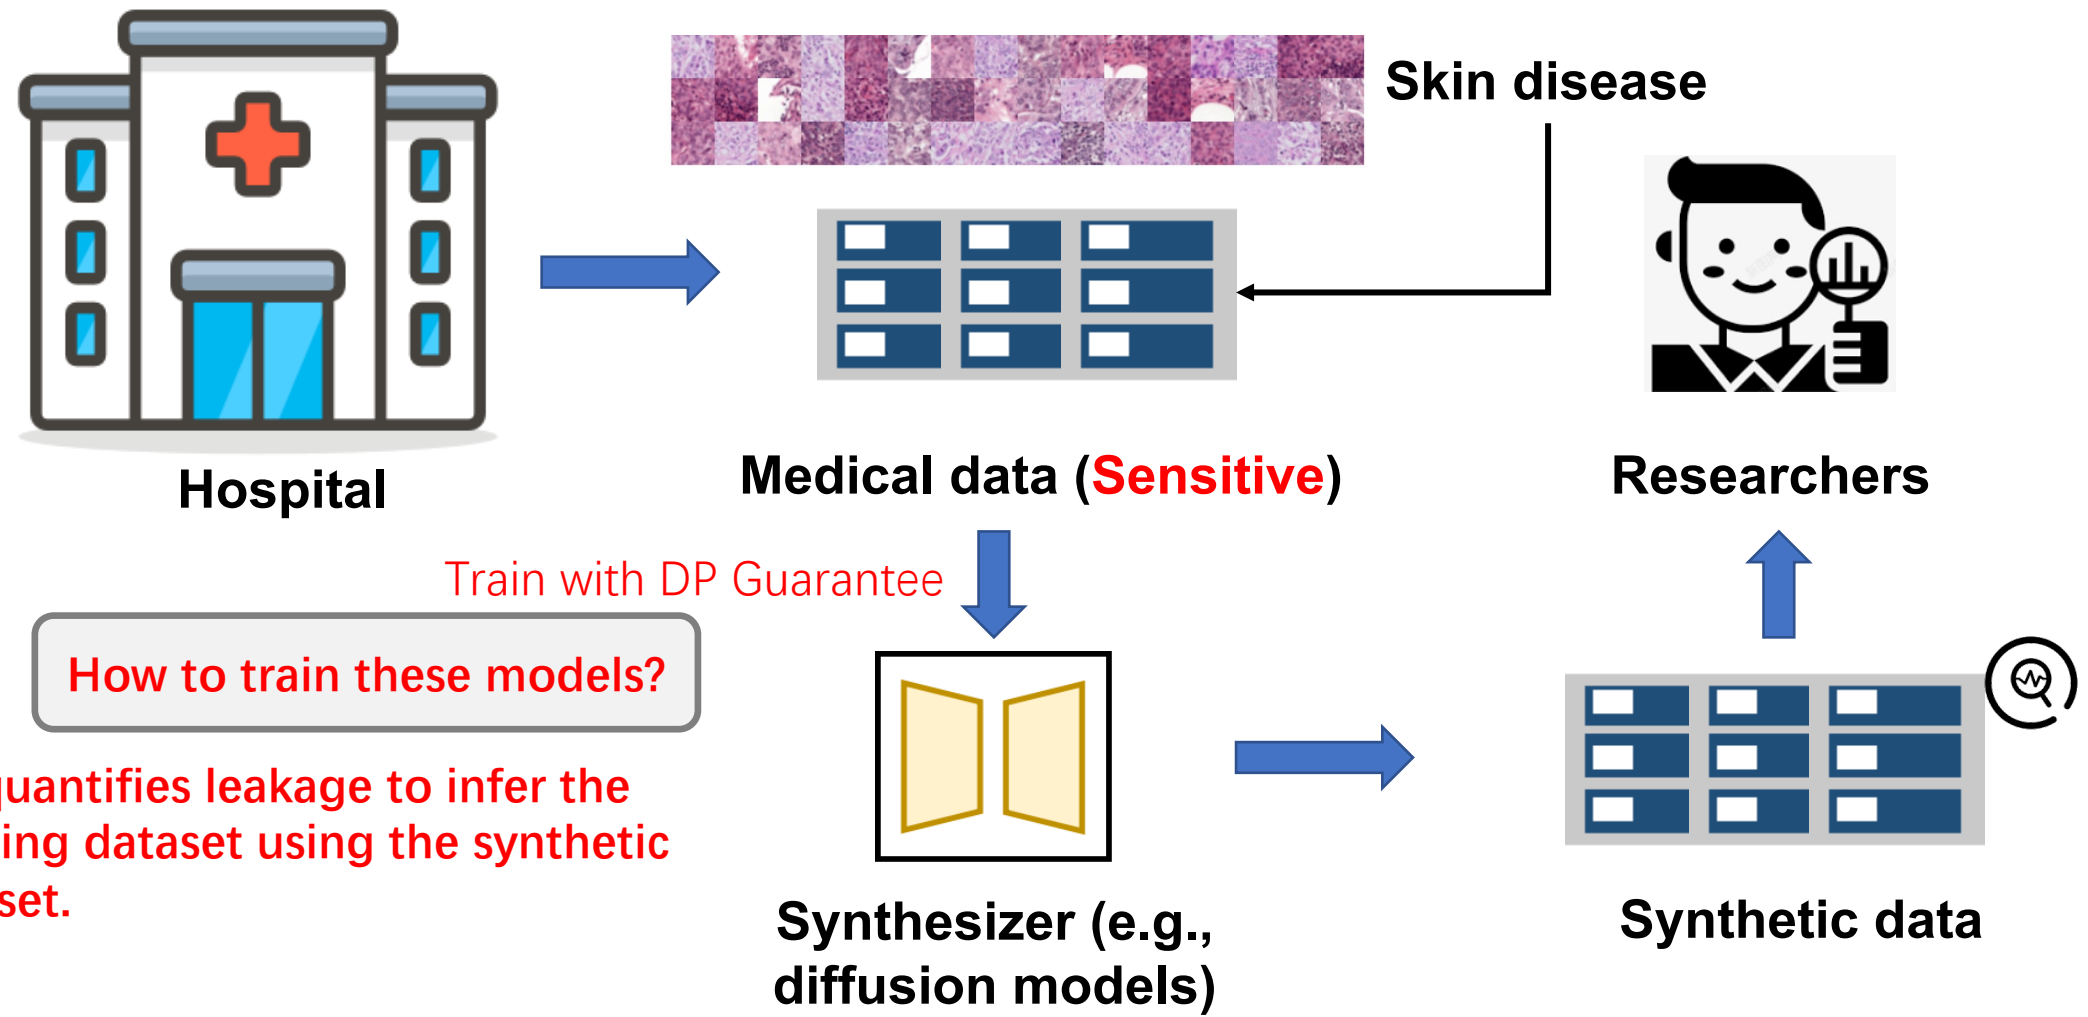 Skin disease
Hospital
Medical data (Sensitive)
Researchers
Train with DP Guarantee
How to train these models?
quantifies leakage to infer the
ing dataset using the synthetic
set.
Synthesizer (e.g.,
diffusion models)
Synthetic data